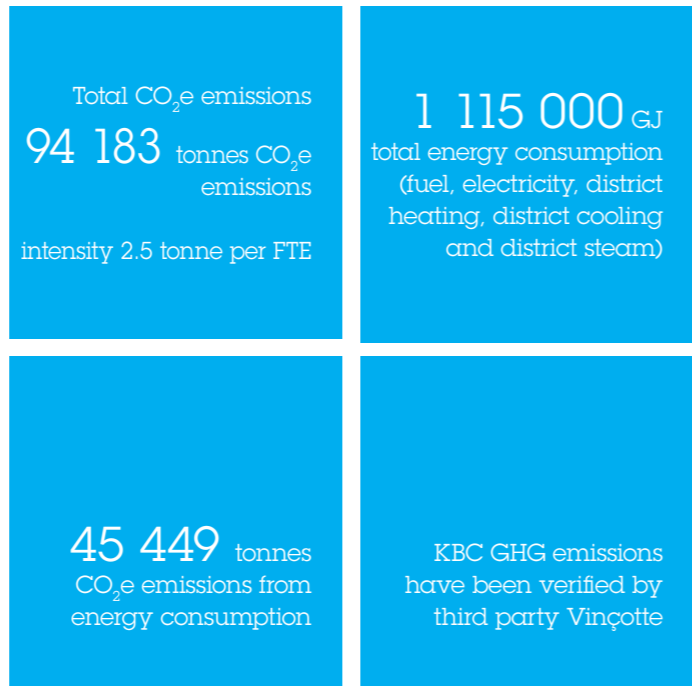 Total CO₂e emissions
94 183 tonnes CO₂e
emissions
intensity 2.5 tonne per FTE
1 115 000 GJ
total energy consumption
(fuel, electricity, district
heating, district cooling
and district steam)
45 449 tonnes
CO₂e emissions from
energy consumption
KBC GHG emissions
have been verified by
third party Vinçotte